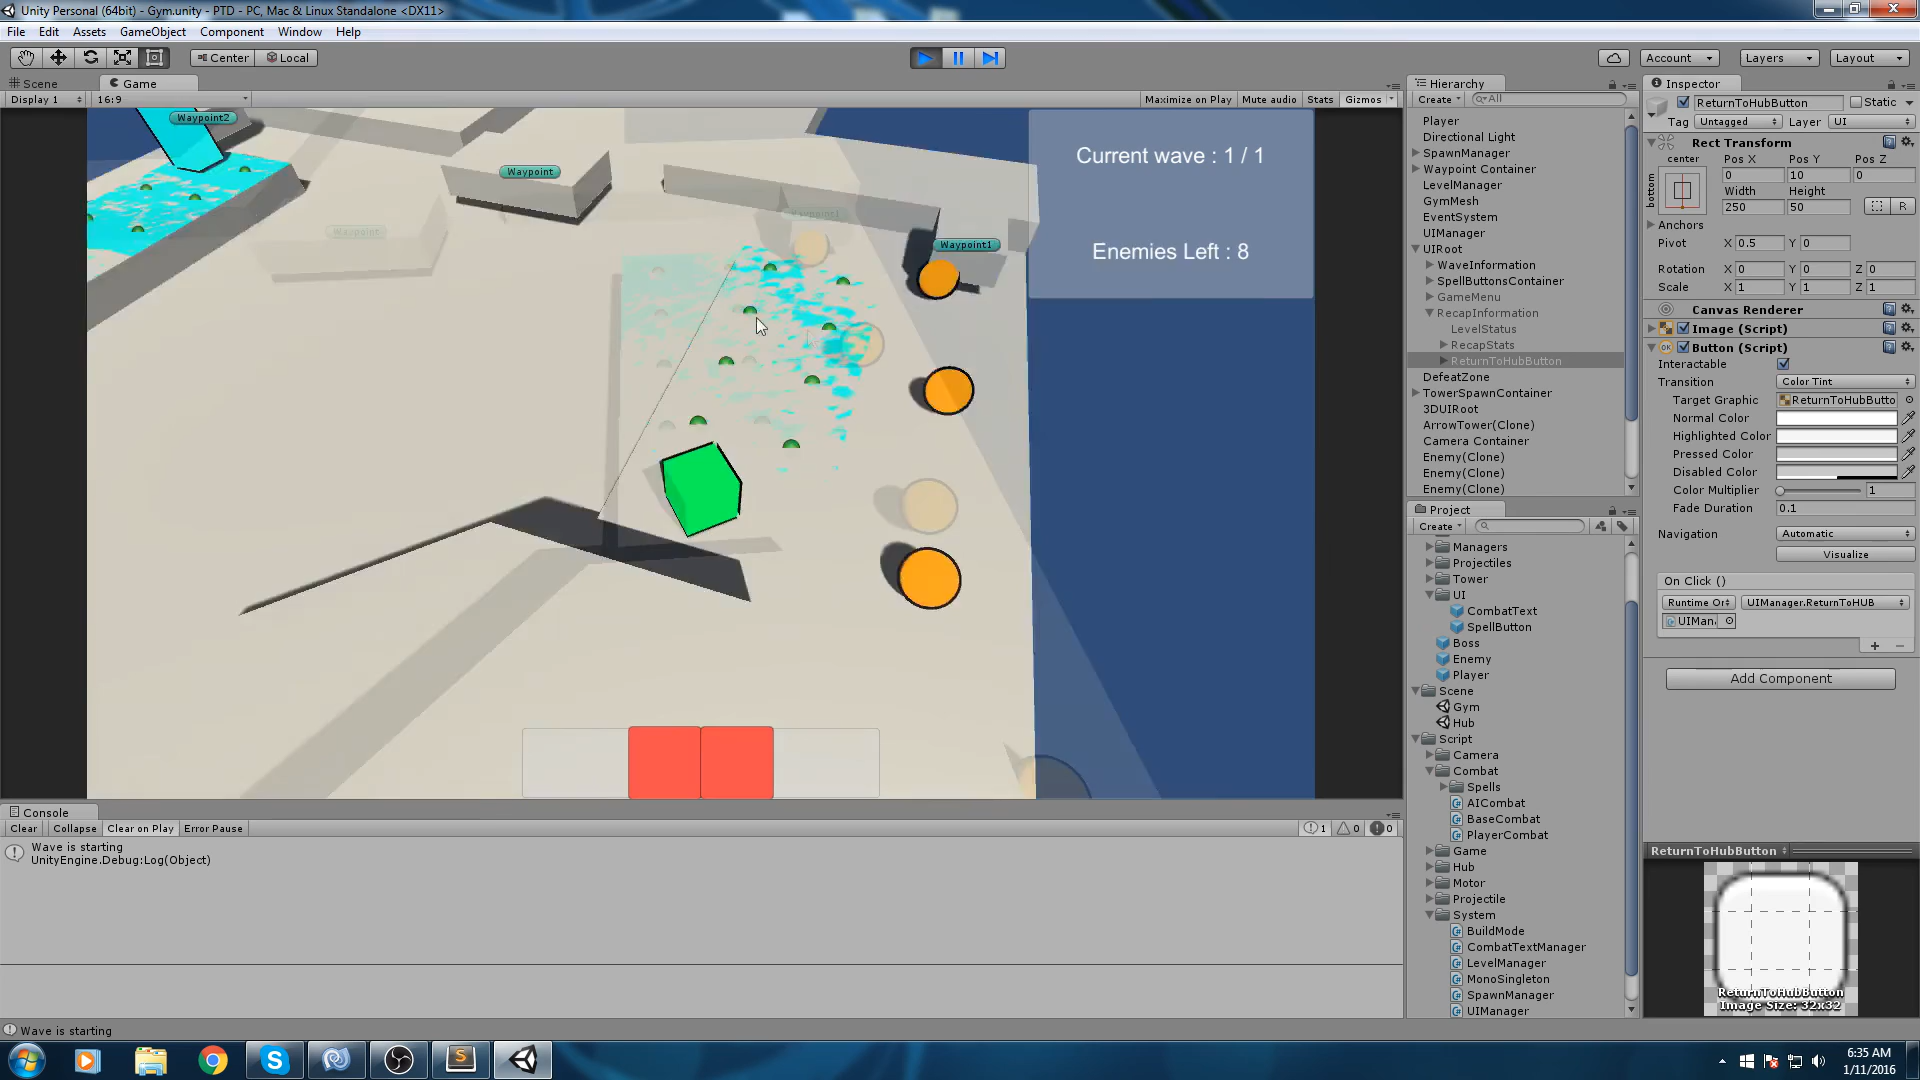 Unity Personal (64bit) - Gym.unity - PTD - PC, Mac & Linux Standalone <DX11>
File Edit Assets GameObject Component Window Help
Center Local
Account Layers Layout
Scene Game
Display 1 16:9 Maximize on Play Mute audio Stats Gizmos
Waypoint2
Waypoint
Waypoint
Waypoint1
Waypoint1
Current wave : 1 / 1
Enemies Left : 8
Console
Clear Collapse Clear on Play Error Pause 1 0 0
Wave is starting
UnityEngine.Debug:Log(Object)
Wave is starting
Hierarchy
Create All
Player
Directional Light
SpawnManager
Waypoint Container
LevelManager
GymMesh
EventSystem
DunManager
UIRoot
WaveInformation
SpellButtonsContainer
GameMenu
RecapInformation
LevelStatus
RecapStats
ReturnToHubButton
DefeatZone
TowerSpawnContainer
3DUIRoot
ArrowTower(Clone)
Camera Container
Enemy(Clone)
Enemy(Clone)
Enemy(Clone)
Project
Create
Managers
Projectiles
Tower
UI
CombatText
SpellButton
Boss
Enemy
Player
Scene
Gym
Hub
Script
Camera
Combat
Spells
AICombat
BaseCombat
PlayerCombat
Game
Hub
Motor
Projectile
System
BuildMode
CombatTextManager
LevelManager
MonoSingleton
SpawnManager
UIManager
Inspector
ReturnToHubButton Static
Tag Untagged Layer UI
Rect Transform
center Pos X Pos Y Pos Z
bottom 0 10 0
Width Height
250 50 R
Anchors
Pivot X 0.5 Y 0
Rotation X 0 Y 0 Z 0
Scale X 1 Y 1 Z 1
Canvas Renderer
Image (Script)
Button (Script)
Interactable
Transition Color Tint
Target Graphic ReturnToHubButto
Normal Color
Highlighted Color
Pressed Color
Disabled Color
Color Multiplier 1
Fade Duration 0.1
Navigation Automatic
Visualize
On Click ()
Runtime Or UIManager.ReturnToHUB
UIMan
Add Component
ReturnToHubButton
ReturnToHubButton
Image Size: 32x32
6:35 AM
1/11/2016